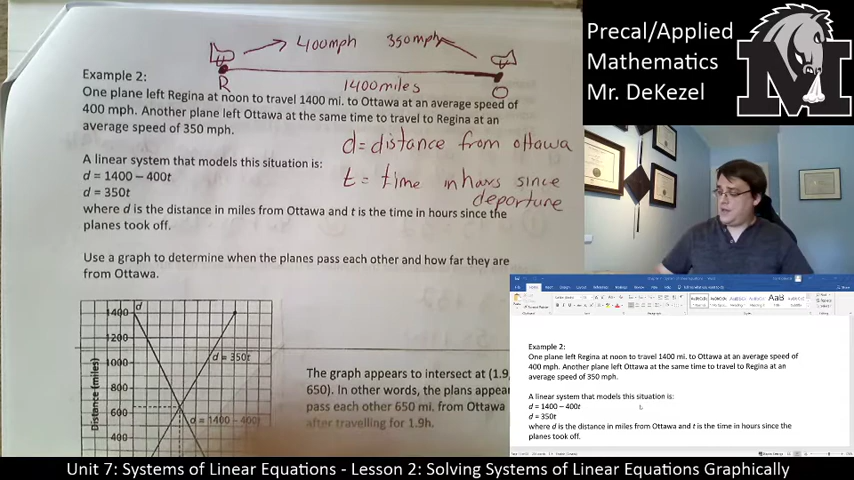 400mph 350mph
R 1400 miles O
Example 2:
One plane left Regina at noon to travel 1400 mi. to Ottawa at an average speed of
400 mph. Another plane left Ottawa at the same time to travel to Regina at an
average speed of 350 mph.
d = distance from ottawa
A linear system that models this situation is:
d = 1400 – 400t
t = time in hours since
d = 350t
departure
where d is the distance in miles from Ottawa and t is the time in hours since the
planes took off.
Use a graph to determine when the planes pass each other and how far they are
from Ottawa.
d
1400
1200
1000
800
600
400
Distance (miles)
d = 350t
d = 1400 – 400t
The graph appears to intersect at (1.9,
650). In other words, the plans appear
pass each other 650 mi. from Ottawa
after travelling for 1.9h.
Precal/Applied
Mathematics
Mr. DeKezel
M
Example 2:
One plane left Regina at noon to travel 1400 mi. to Ottawa at an average speed of
400 mph. Another plane left Ottawa at the same time to travel to Regina at an
average speed of 350 mph.
A linear system that models this situation is:
d = 1400 – 400t
d = 350t
where d is the distance in miles from Ottawa and t is the time in hours since the
planes took off.
Unit 7: Systems of Linear Equations - Lesson 2: Solving Systems of Linear Equations Graphically